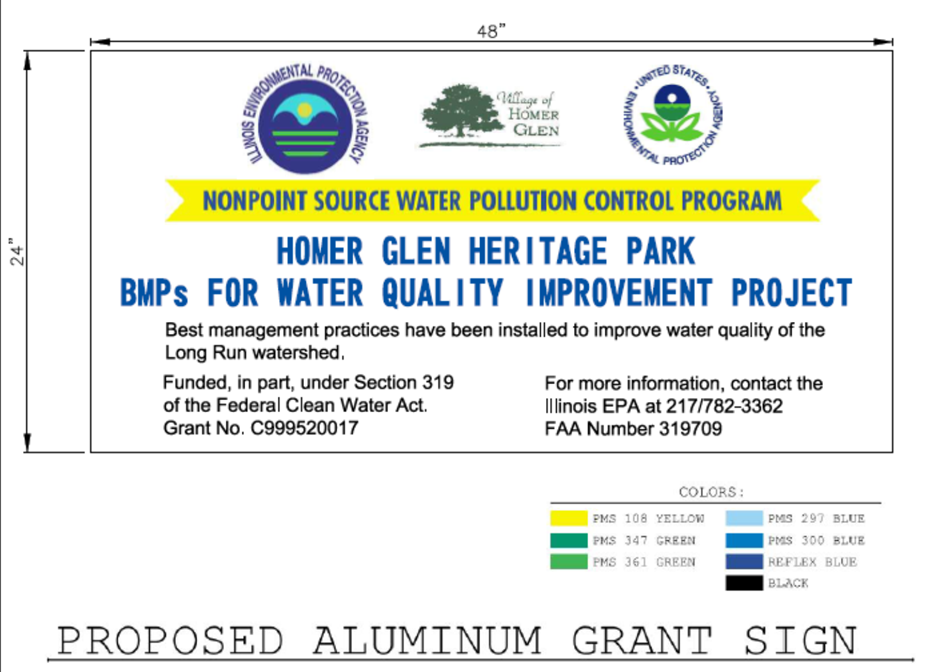 48"
24"
ILLINOIS ENVIRONMENTAL PROTECTION AGENCY
Village of
HOMER
GLEN
UNITED STATES
ENVIRONMENTAL PROTECTION AGENCY
NONPOINT SOURCE WATER POLLUTION CONTROL PROGRAM
HOMER GLEN HERITAGE PARK
BMPs FOR WATER QUALITY IMPROVEMENT PROJECT
Best management practices have been installed to improve water quality of the
Long Run watershed.
Funded, in part, under Section 319
of the Federal Clean Water Act.
Grant No. C999520017
For more information, contact the
Illinois EPA at 217/782-3362
FAA Number 319709
COLORS:
PMS 108 YELLOW
PMS 347 GREEN
PMS 361 GREEN
PMS 297 BLUE
PMS 300 BLUE
REFLEX BLUE
BLACK
PROPOSED ALUMINUM GRANT SIGN